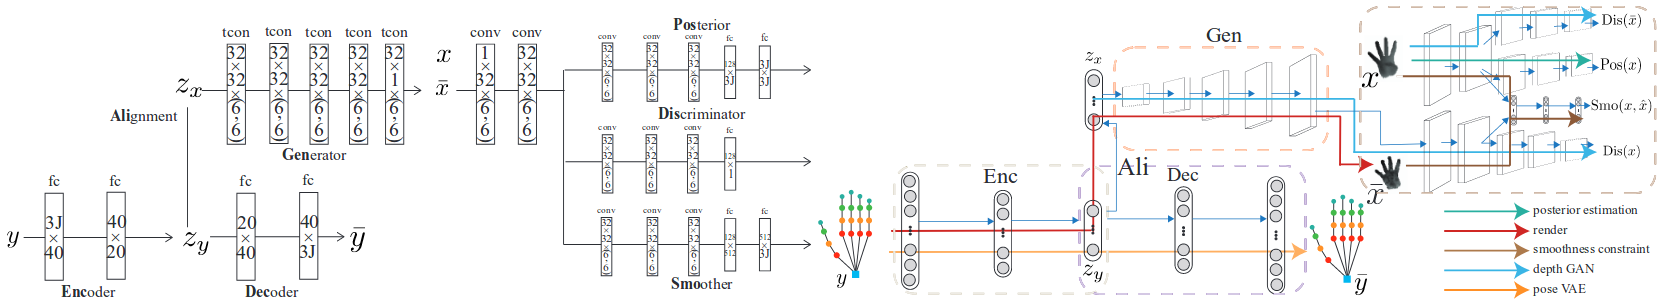 tcon tcon tcon tcon tcon
32×32×(6,6) 32×32×(6,6) 32×32×(6,6) 32×32×(6,6) 32×1×(6,6)
z_x
Alignment
Generator
fc fc
y 3J×40 40×20 z_y
Encoder
fc fc
20×40 40×3J ȳ
Decoder
x
x̄
conv conv
1×32×(6,6) 32×32×(6,6)
Posterior
conv conv conv fc fc
32×32×(6,6) 32×32×(6,6) 32×32×(6,6) 128×3J 3J×3J
Discriminator
conv conv conv fc
32×32×(6,6) 32×32×(6,6) 32×32×(6,6) 128×1
conv conv conv fc fc
32×32×(6,6) 32×32×(6,6) 32×32×(6,6) 128×512 512×3J
Smoother
y
Enc
z_x
z_y
Ali
Dec
Gen
ȳ
x
x̄
Dis(x̄)
Pos(x)
Smo(x, x̂)
Dis(x)
posterior estimation
render
smoothness constraint
depth GAN
pose VAE